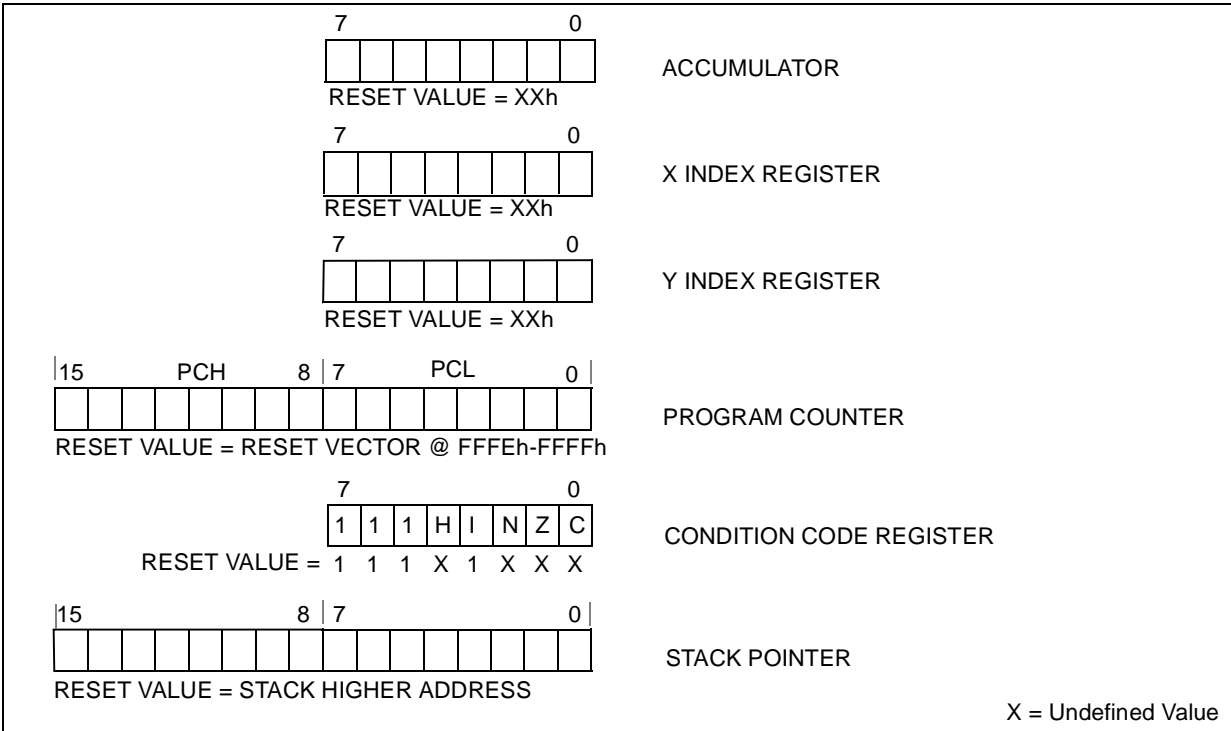 7 0
ACCUMULATOR
RESET VALUE = XXh
7 0
X INDEX REGISTER
RESET VALUE = XXh
7 0
Y INDEX REGISTER
RESET VALUE = XXh
15 PCH 8 7 PCL 0
PROGRAM COUNTER
RESET VALUE = RESET VECTOR @ FFFEh-FFFFh
7 0
1 1 1 H I N Z C
CONDITION CODE REGISTER
RESET VALUE = 1 1 1 X 1 X X X
15 8 7 0
STACK POINTER
RESET VALUE = STACK HIGHER ADDRESS
X = Undefined Value